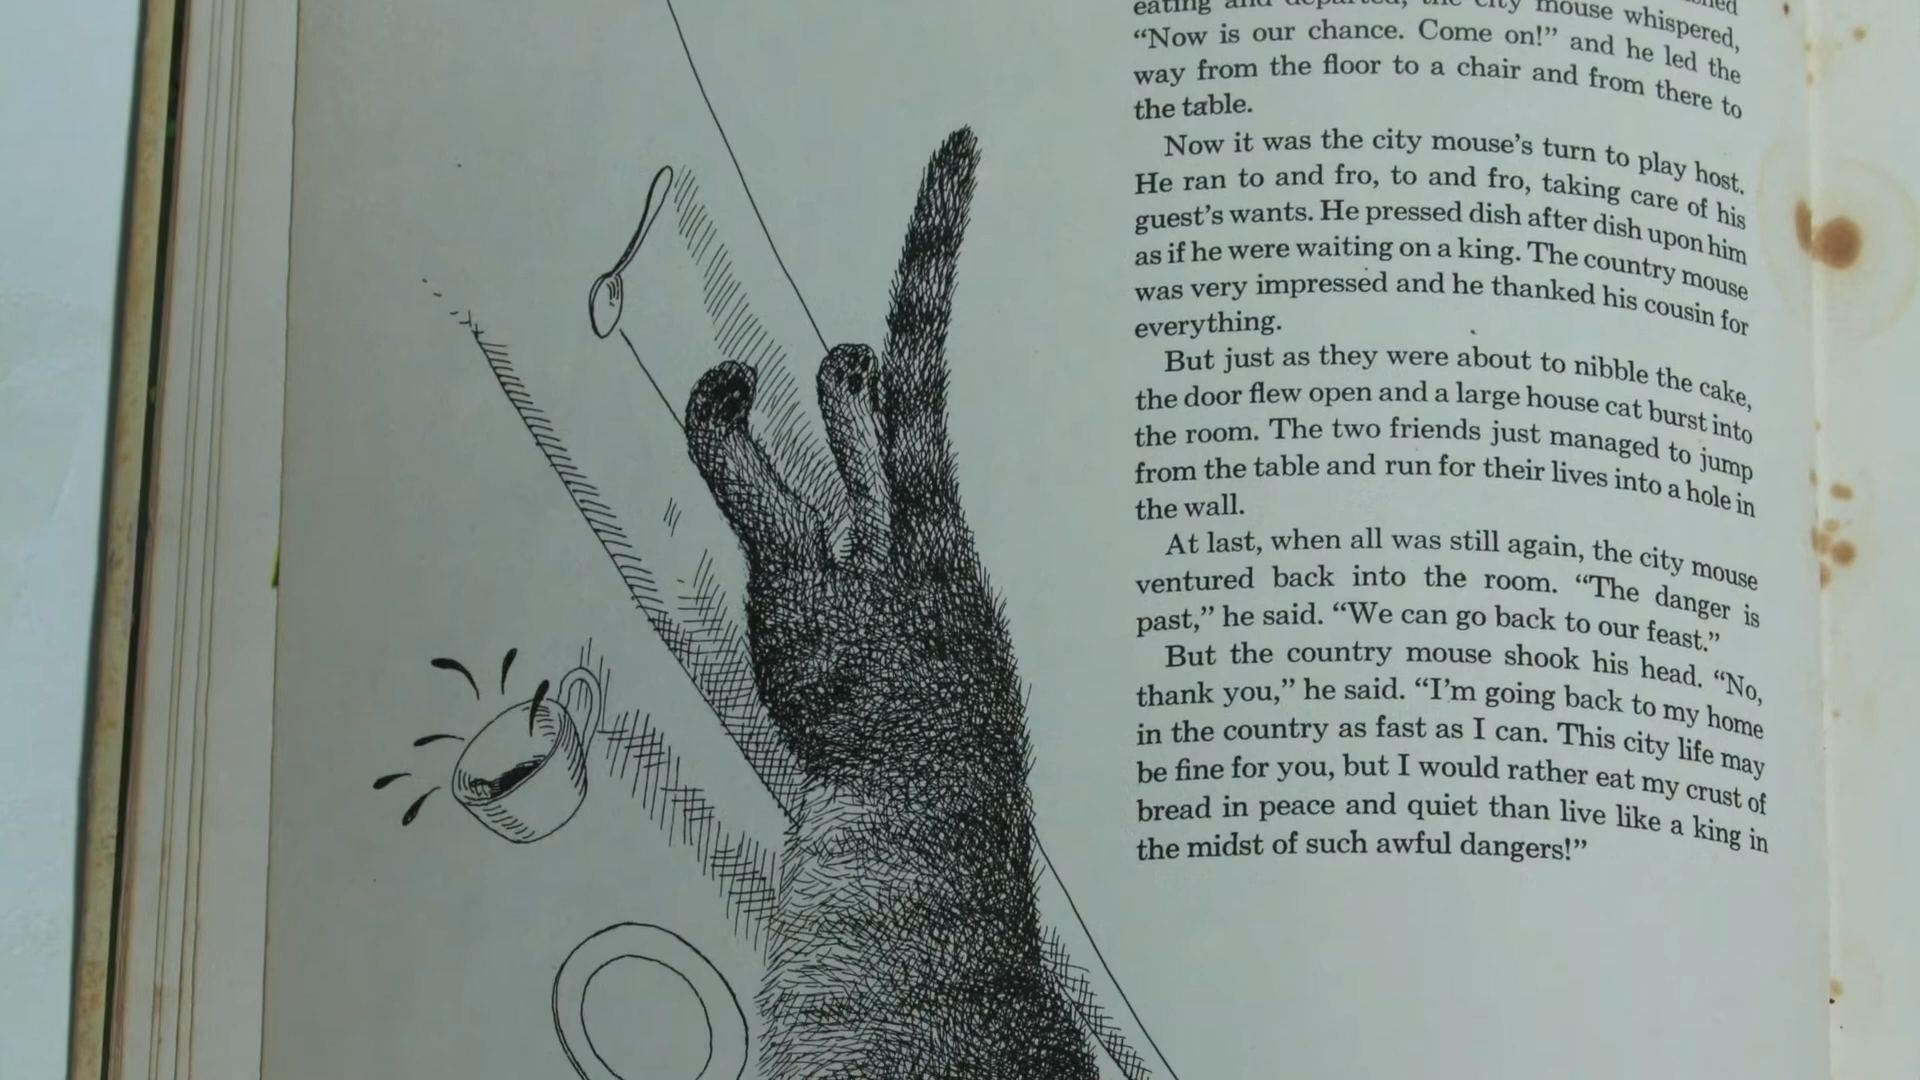 eating and departed, the city mouse whispered,
“Now is our chance. Come on!” and he led the
way from the floor to a chair and from there to
the table.
Now it was the city mouse’s turn to play host.
He ran to and fro, to and fro, taking care of his
guest’s wants. He pressed dish after dish upon him
as if he were waiting on a king. The country mouse
was very impressed and he thanked his cousin for
everything.
But just as they were about to nibble the cake,
the door flew open and a large house cat burst into
the room. The two friends just managed to jump
from the table and run for their lives into a hole in
the wall.
At last, when all was still again, the city mouse
ventured back into the room. “The danger is
past,” he said. “We can go back to our feast.”
But the country mouse shook his head. “No,
thank you,” he said. “I’m going back to my home
in the country as fast as I can. This city life may
be fine for you, but I would rather eat my crust of
bread in peace and quiet than live like a king in
the midst of such awful dangers!”